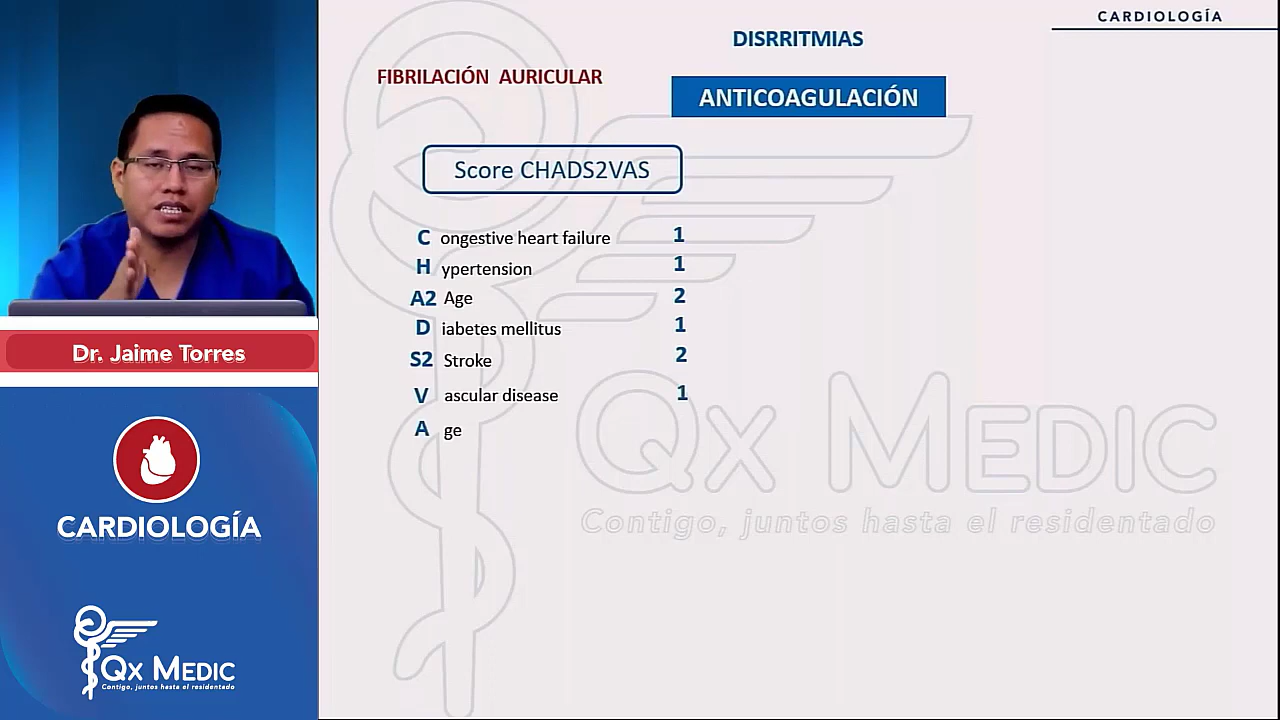 CARDIOLOGÍA
DISRRITMIAS
FIBRILACIÓN AURICULAR
ANTICOAGULACIÓN
Score CHADS2VAS
C ongestive heart failure 1
H ypertension 1
A2 Age 2
D iabetes mellitus 1
S2 Stroke 2
V ascular disease 1
A ge
Dr. Jaime Torres
CARDIOLOGÍA
Qx MEDIC
Contigo, juntos hasta el residentado
Qx MEDIC
Contigo, juntos hasta el residentado